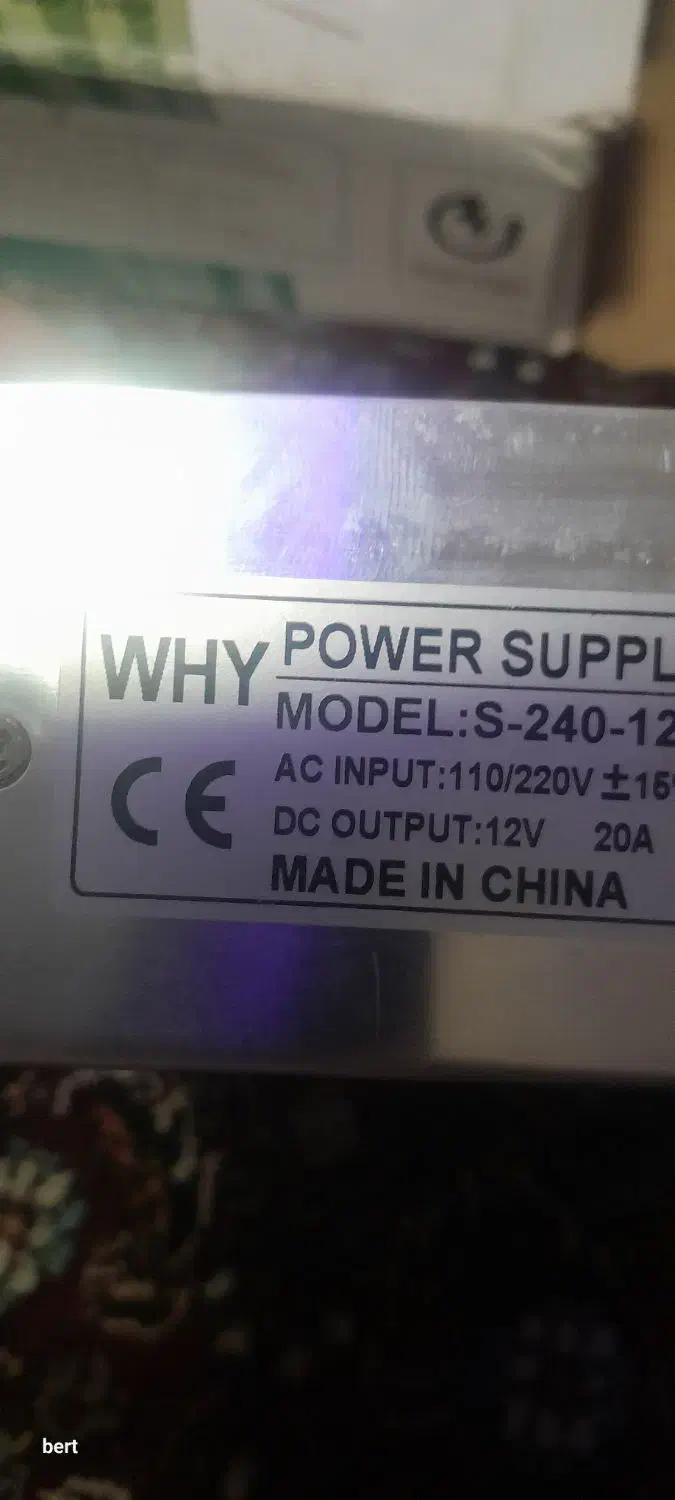 WHY
POWER SUPPL
MODEL:S-240-12
AC INPUT:110/220V ±15
CE
DC OUTPUT:12V 20A
MADE IN CHINA
bert